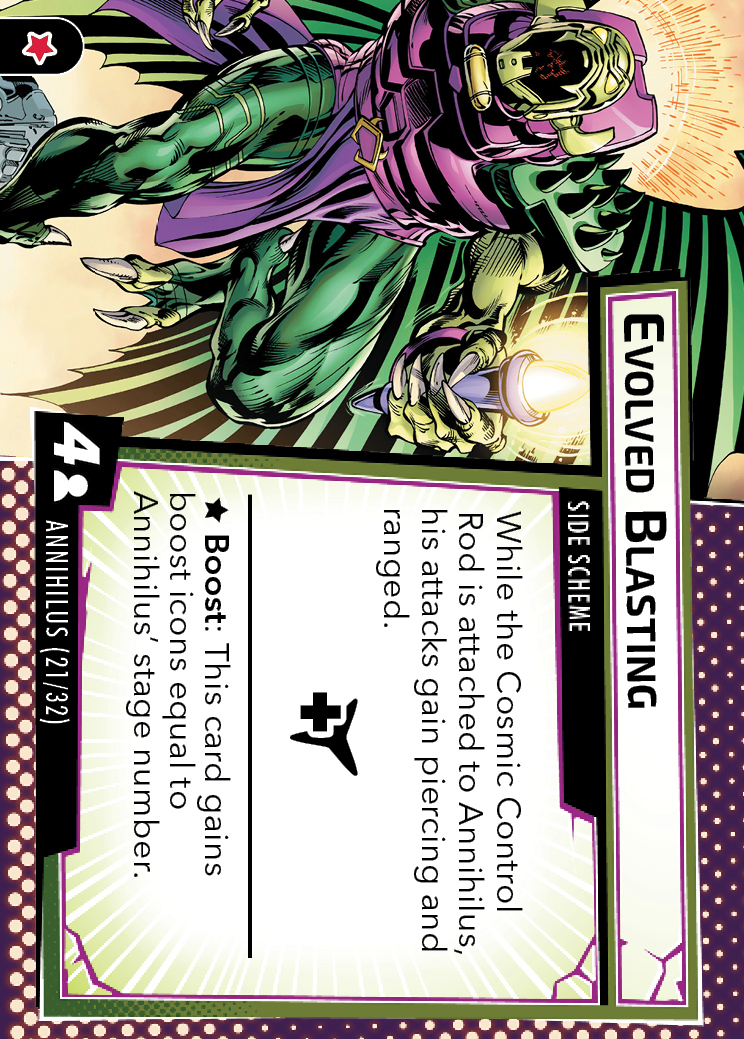 EVOLVED BLASTING
SIDE SCHEME
While the Cosmic Control
Rod is attached to Annihilus,
his attacks gain piercing and
ranged.
★ Boost: This card gains
boost icons equal to
Annihilus' stage number.
4
ANNIHILUS (21/32)